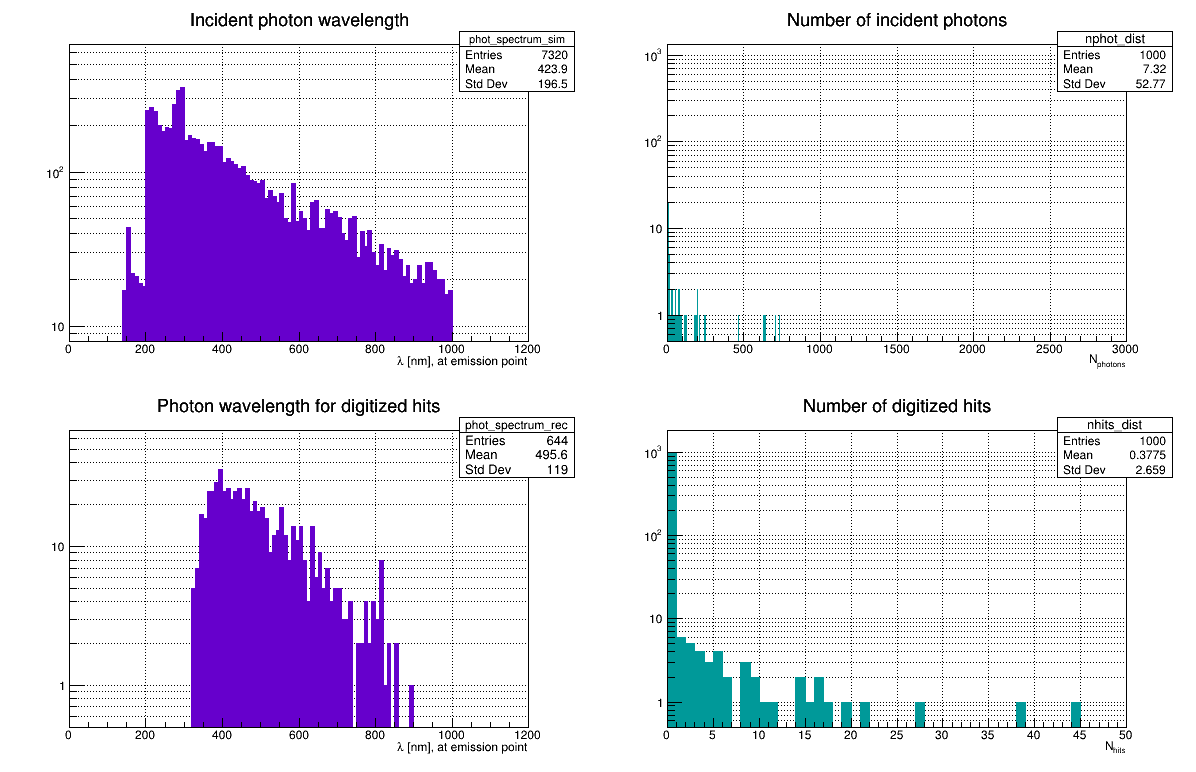 Incident photon wavelength
phot_spectrum_sim
Entries 7320
Mean 423.9
Std Dev 196.5
10²
10
0 200 400 600 800 1000 1200
λ [nm], at emission point
Number of incident photons
nphot_dist
Entries 1000
Mean 7.32
Std Dev 52.77
10³
10²
10
1
0 500 1000 1500 2000 2500 3000
Nphotons
Photon wavelength for digitized hits
phot_spectrum_rec
Entries 644
Mean 495.6
Std Dev 119
10
1
0 200 400 600 800 1000 1200
λ [nm], at emission point
Number of digitized hits
nhits_dist
Entries 1000
Mean 0.3775
Std Dev 2.659
10³
10²
10
1
0 5 10 15 20 25 30 35 40 45 50
Nhits